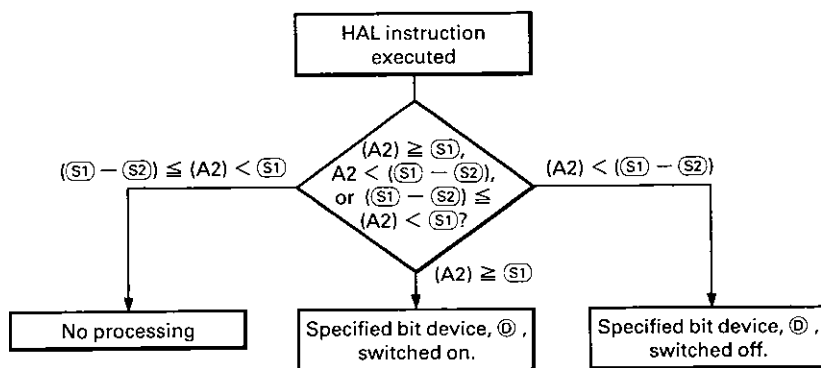 HAL instruction
executed
(A2) ≧ (S1),
A2 < ((S1) − (S2)),
or ((S1) − (S2)) ≦
(A2) < (S1)?
((S1) − (S2)) ≦ (A2) < (S1)
(A2) < ((S1) − (S2))
(A2) ≧ (S1)
No processing
Specified bit device, Ⓓ ,
switched on.
Specified bit device, Ⓓ ,
switched off.